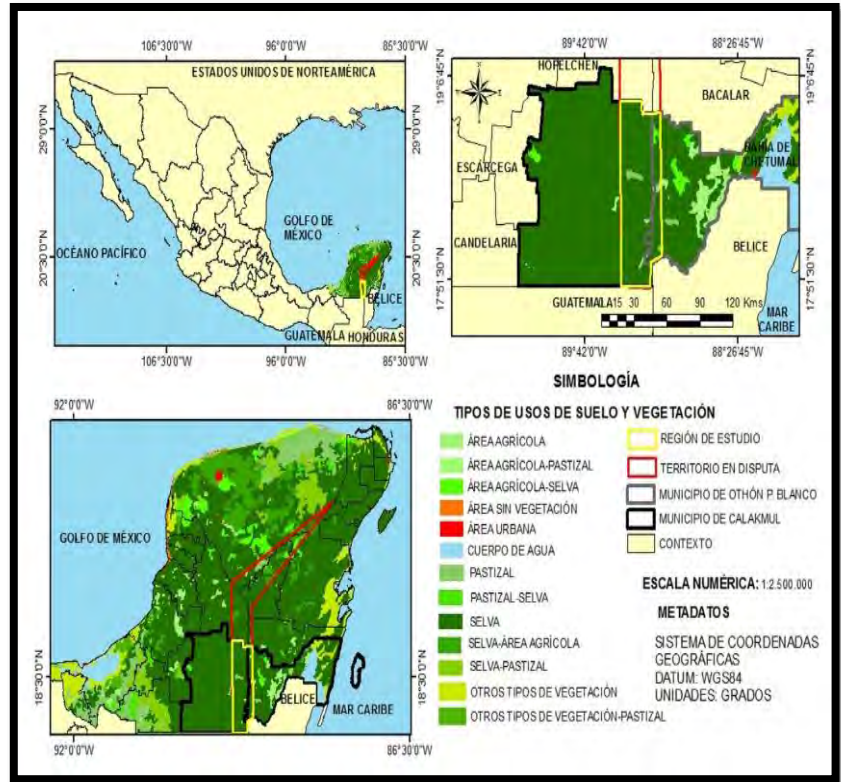 106°30'0"W 96°0'0"W 85°30'0"W
ESTADOS UNIDOS DE NORTEAMÉRICA
29°0'0"N
29°0'0"N
GOLFO DE
MÉXICO
OCÉANO PACÍFICO
20°30'0"N
20°30'0"N
BELICE
GUATEMALA HONDURAS
106°30'0"W 96°0'0"W 85°30'0"W
89°42'0"W 88°26'45"W
HOPELCHEN
19°6'45"N
19°6'45"N
BACALAR
BAHIA DE
CHETUMAL
ESCÁRCEGA
CANDELARIA
BELICE
17°51'30"N
17°51'30"N
GUATEMALA 15 30 60 90 120 Kms
MAR
CARIBE
89°42'0"W 88°26'45"W
92°0'0"W 86°30'0"W
GOLFO DE MÉXICO
18°30'0"N
18°30'0"N
BELICE
MAR CARIBE
92°0'0"W 86°30'0"W
SIMBOLOGÍA
TIPOS DE USOS DE SUELO Y VEGETACIÓN
ÁREA AGRÍCOLA
ÁREA AGRÍCOLA-PASTIZAL
ÁREA AGRÍCOLA-SELVA
ÁREA SIN VEGETACIÓN
ÁREA URBANA
CUERPO DE AGUA
PASTIZAL
PASTIZAL-SELVA
SELVA
SELVA-ÁREA AGRÍCOLA
SELVA-PASTIZAL
OTROS TIPOS DE VEGETACIÓN
OTROS TIPOS DE VEGETACIÓN-PASTIZAL
REGIÓN DE ESTUDIO
TERRITORIO EN DISPUTA
MUNICIPIO DE OTHÓN P. BLANCO
MUNICIPIO DE CALAKMUL
CONTEXTO
ESCALA NUMÉRICA: 1:2.500.000
METADATOS
SISTEMA DE COORDENADAS
GEOGRÁFICAS
DATUM: WGS84
UNIDADES: GRADOS